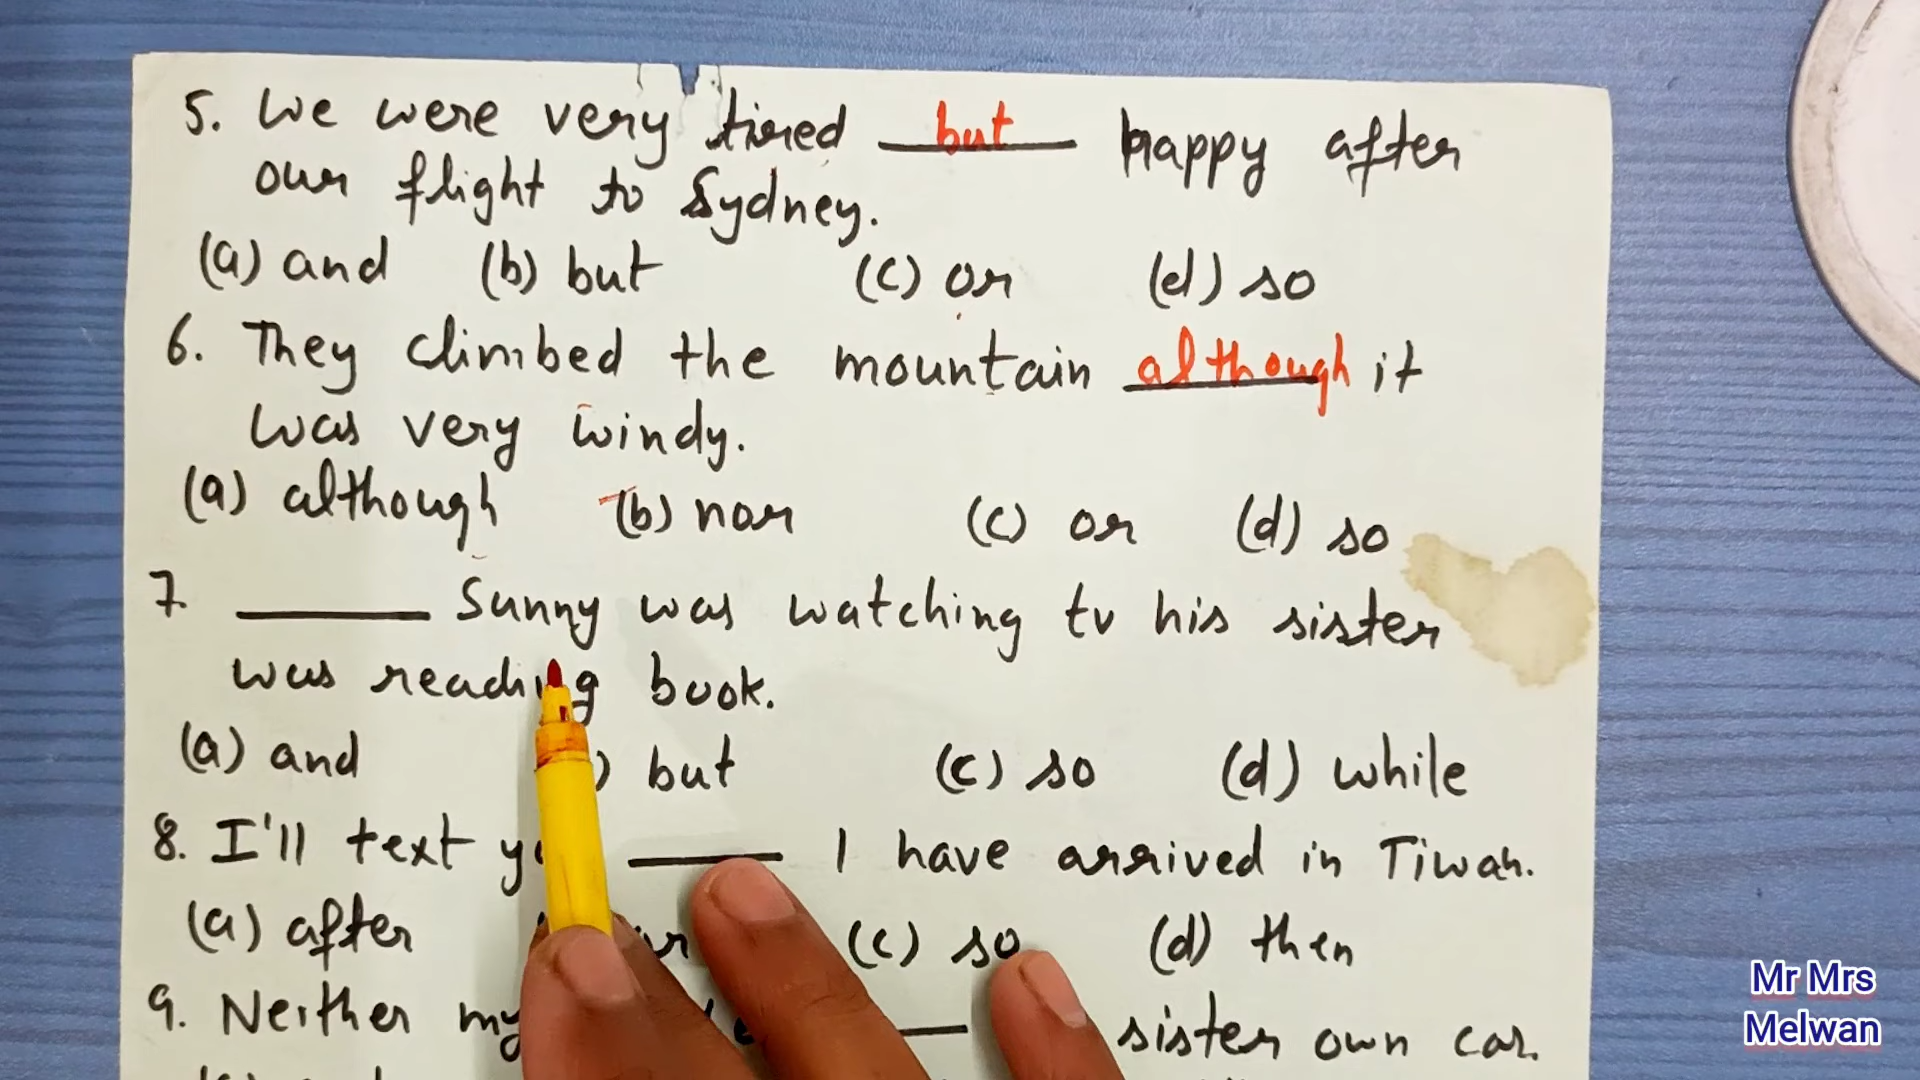 5. We were very tired but happy after
our flight to Sydney.
(a) and (b) but (c) or (d) so
6. They climbed the mountain although it
was very windy.
(a) although (b) nor (c) or (d) so
7. ______ Sunny was watching tv his sister
was reading book.
(a) and but (c) so (d) while
8. I'll text ______ I have arrived in Tiwan.
(a) after (c) so (d) then
9. Neither my ______ sister own car.
Mr Mrs
Melwan